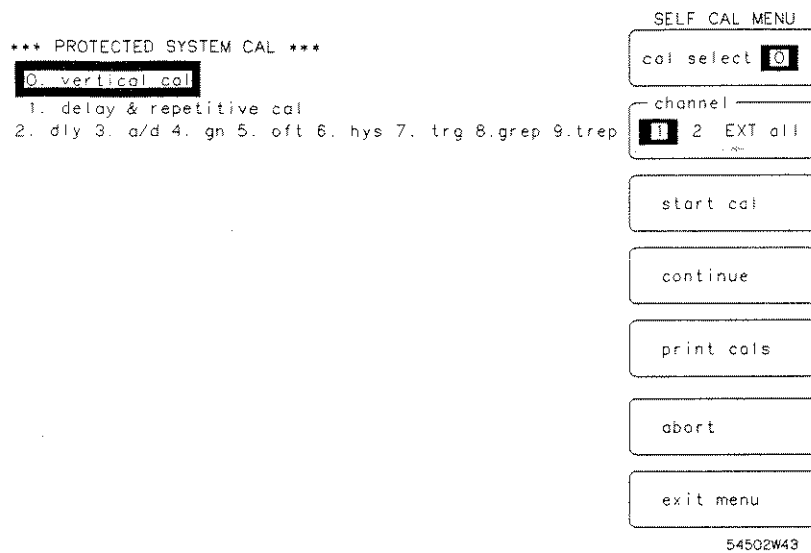 SELF CAL MENU
*** PROTECTED SYSTEM CAL ***
0. vertical cal
1. delay & repetitive cal
2. dly 3. a/d 4. gn 5. oft 6. hys 7. trg 8.grep 9.trep
cal select 0
channel
1 2 EXT all
start cal
continue
print cals
abort
exit menu
54502W43